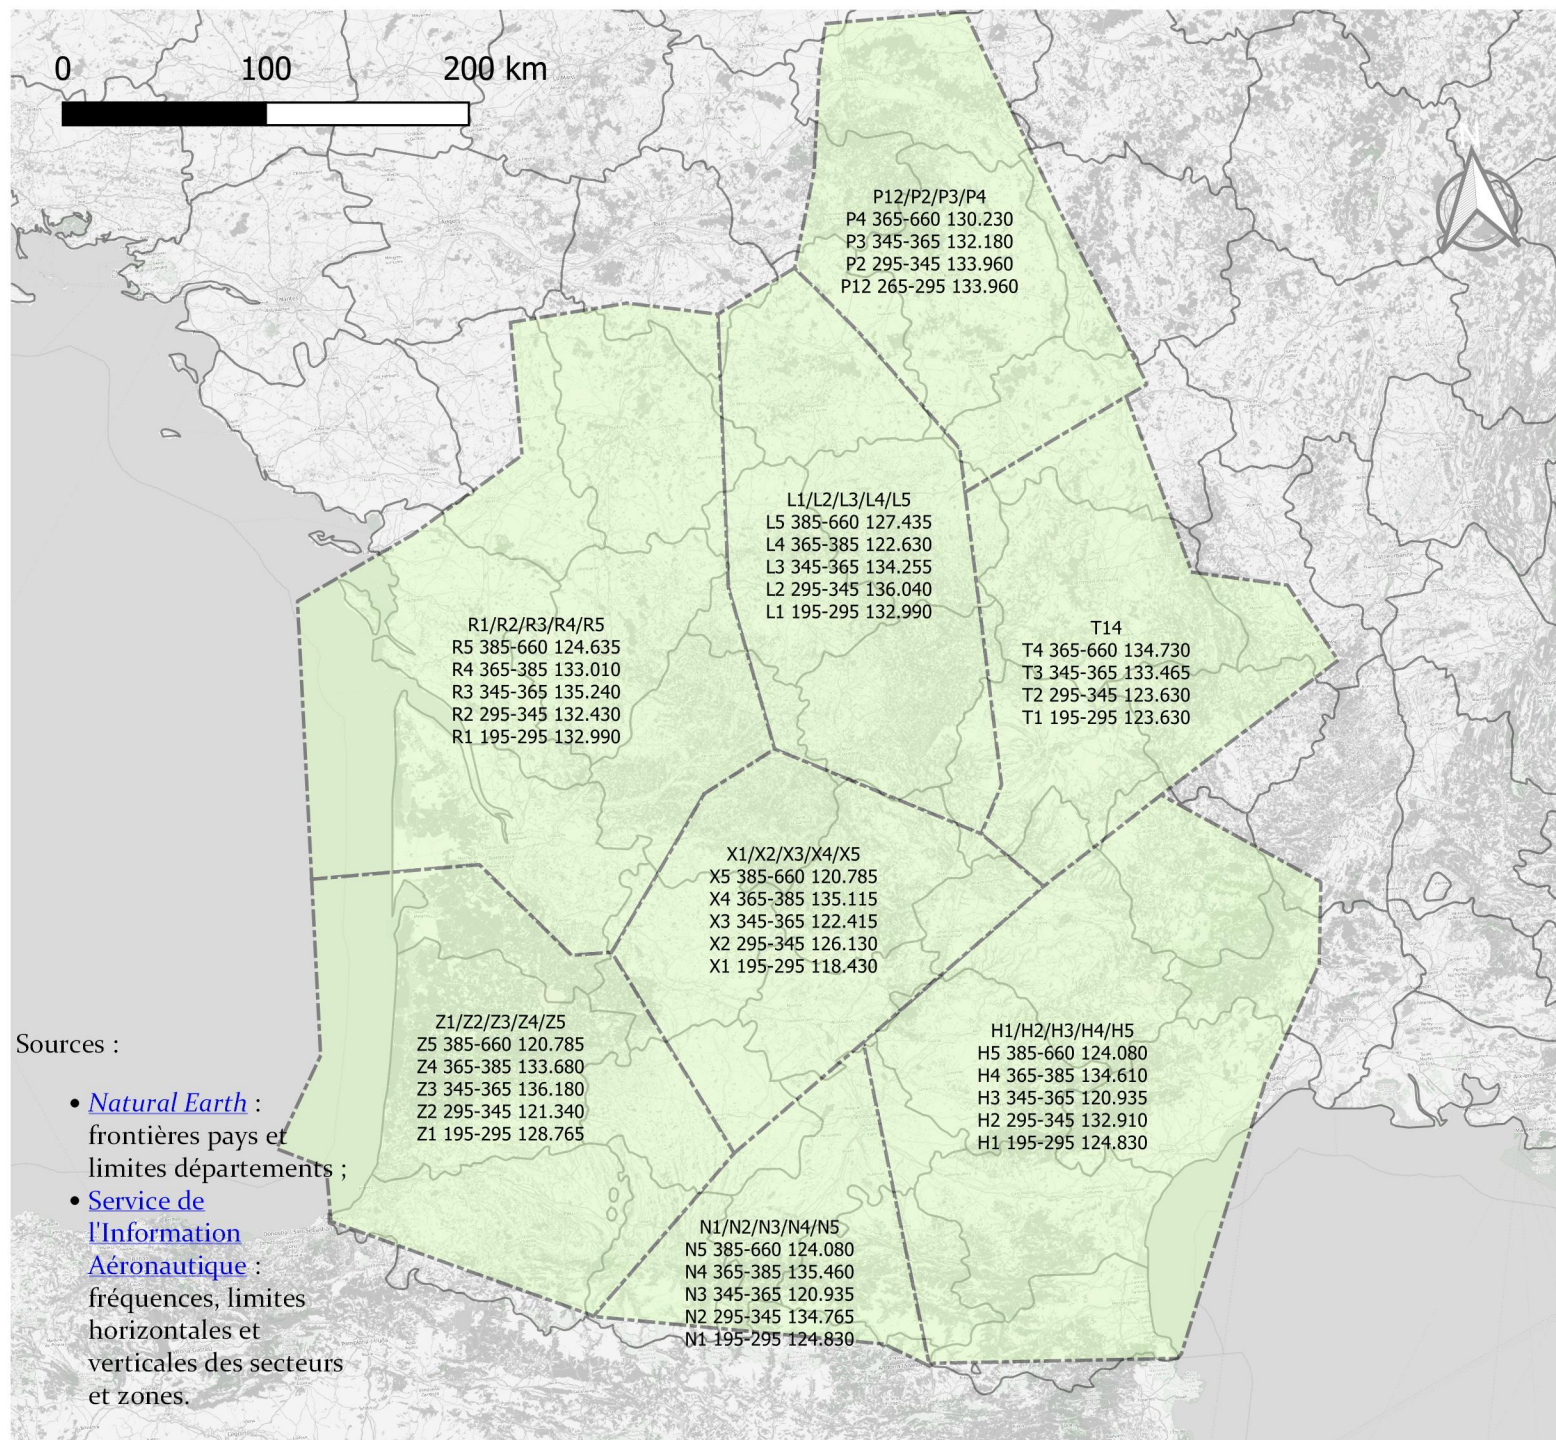 0 100 200 km
P12/P2/P3/P4
P4 365-660 130.230
P3 345-365 132.180
P2 295-345 133.960
P12 265-295 133.960
L1/L2/L3/L4/L5
L5 385-660 127.435
L4 365-385 122.630
L3 345-365 134.255
L2 295-345 136.040
L1 195-295 132.990
R1/R2/R3/R4/R5
R5 385-660 124.635
R4 365-385 133.010
R3 345-365 135.240
R2 295-345 132.430
R1 195-295 132.990
T14
T4 365-660 134.730
T3 345-365 133.465
T2 295-345 123.630
T1 195-295 123.630
X1/X2/X3/X4/X5
X5 385-660 120.785
X4 365-385 135.115
X3 345-365 122.415
X2 295-345 126.130
X1 195-295 118.430
Z1/Z2/Z3/Z4/Z5
Z5 385-660 120.785
Z4 365-385 133.680
Z3 345-365 136.180
Z2 295-345 121.340
Z1 195-295 128.765
H1/H2/H3/H4/H5
H5 385-660 124.080
H4 365-385 134.610
H3 345-365 120.935
H2 295-345 132.910
H1 195-295 124.830
N1/N2/N3/N4/N5
N5 385-660 124.080
N4 365-385 135.460
N3 345-365 120.935
N2 295-345 134.765
N1 195-295 124.830
Sources :
• Natural Earth :
frontières pays et
limites départements ;
• Service de
l'Information
Aéronautique :
fréquences, limites
horizontales et
verticales des secteurs
et zones.